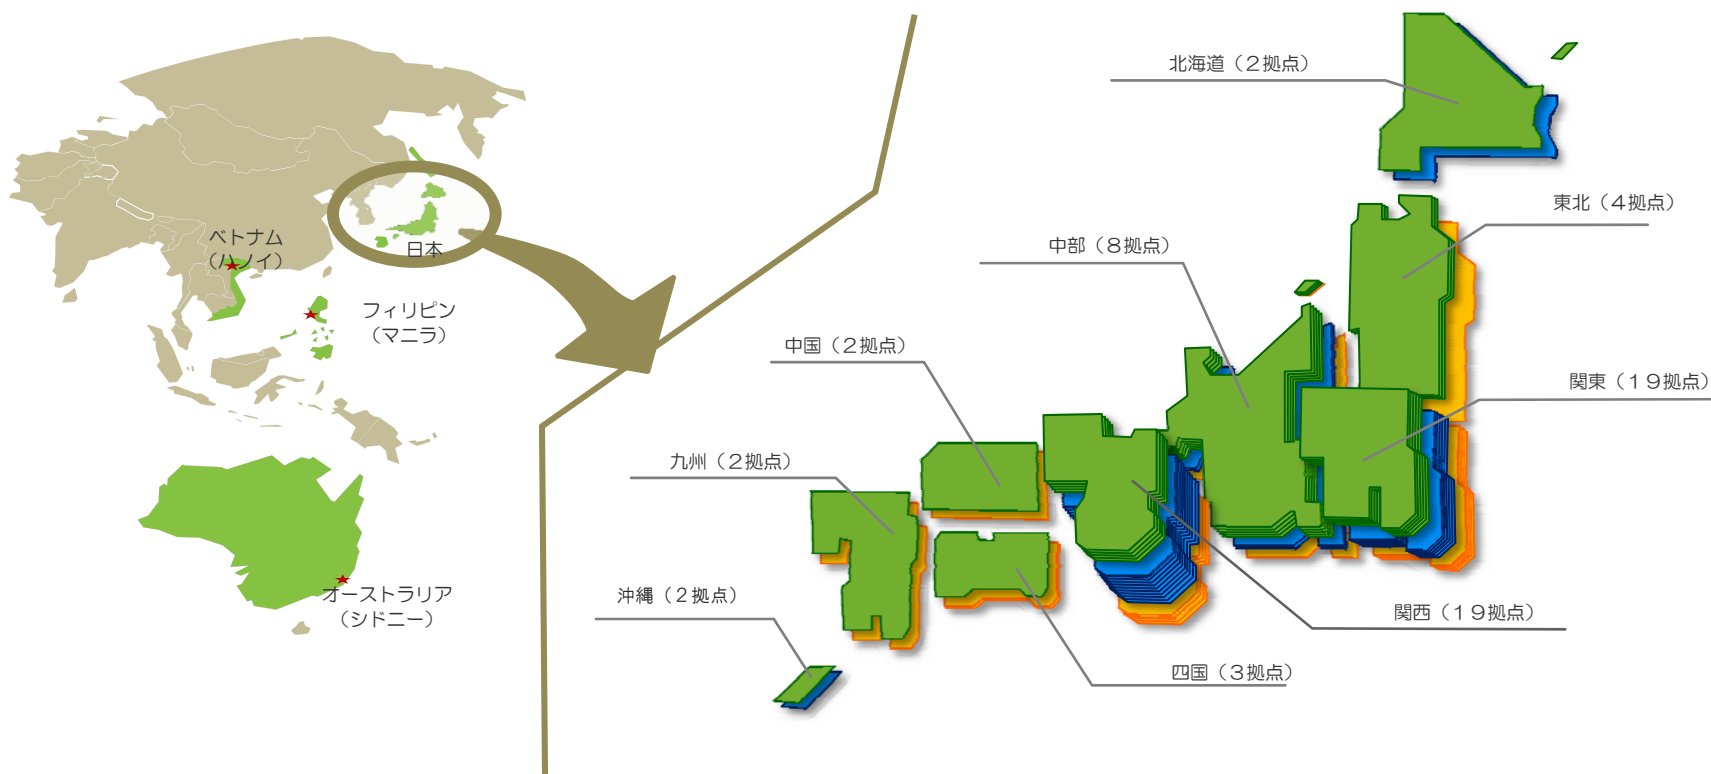 ベトナム
（ハノイ）
日本
フィリピン
（マニラ）
オーストラリア
（シドニー）
北海道（２拠点）
東北（４拠点）
中部（８拠点）
中国（２拠点）
関東（１９拠点）
九州（２拠点）
沖縄（２拠点）
関西（１９拠点）
四国（３拠点）